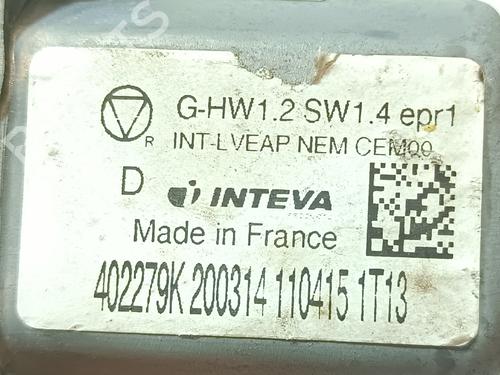 G-HW1.2 SW1.4 epr1
R
INT-LVEAP NEM CEM00
D
INTEVA
Made in France
402279K 200314 110415 1T13